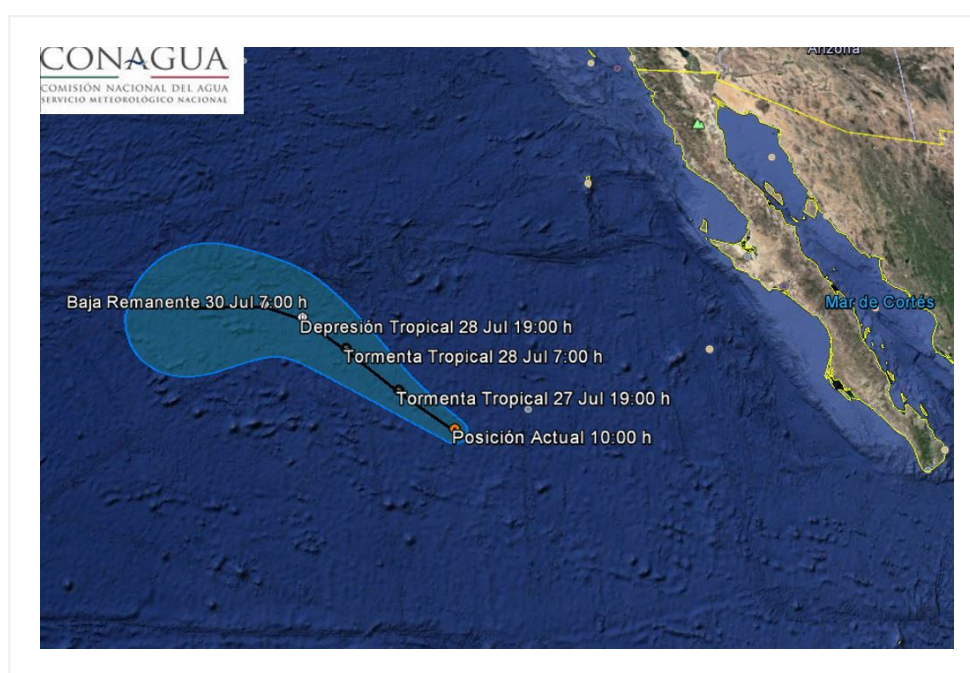 CONAGUA
COMISIÓN NACIONAL DEL AGUA
SERVICIO METEOROLÓGICO NACIONAL
Arizona
Baja Remanente 30 Jul 7:00 h
Mar de Cortés
Depresión Tropical 28 Jul 19:00 h
Tormenta Tropical 28 Jul 7:00 h
Tormenta Tropical 27 Jul 19:00 h
Posición Actual 10:00 h